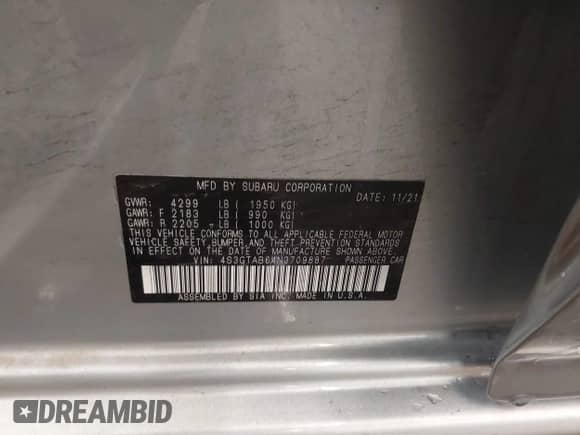 MFD BY SUBARU CORPORATION
GVWR: 4299 LB ( 1950 KG) DATE: 11/21
GAWR: F 2183 LB ( 990 KG)
GAWR: R 2205 LB ( 1000 KG)
THIS VEHICLE CONFORMS TO ALL APPLICABLE FEDERAL MOTOR
VEHICLE SAFETY, BUMPER, AND THEFT PREVENTION STANDARDS
IN EFFECT ON THE DATE OF MANUFACTURE SHOWN ABOVE.
VIN: 4S3GTAB6XN3709887 PASSENGER CAR
ASSEMBLED BY SIA INC. MADE IN U.S.A.
DREAMBID